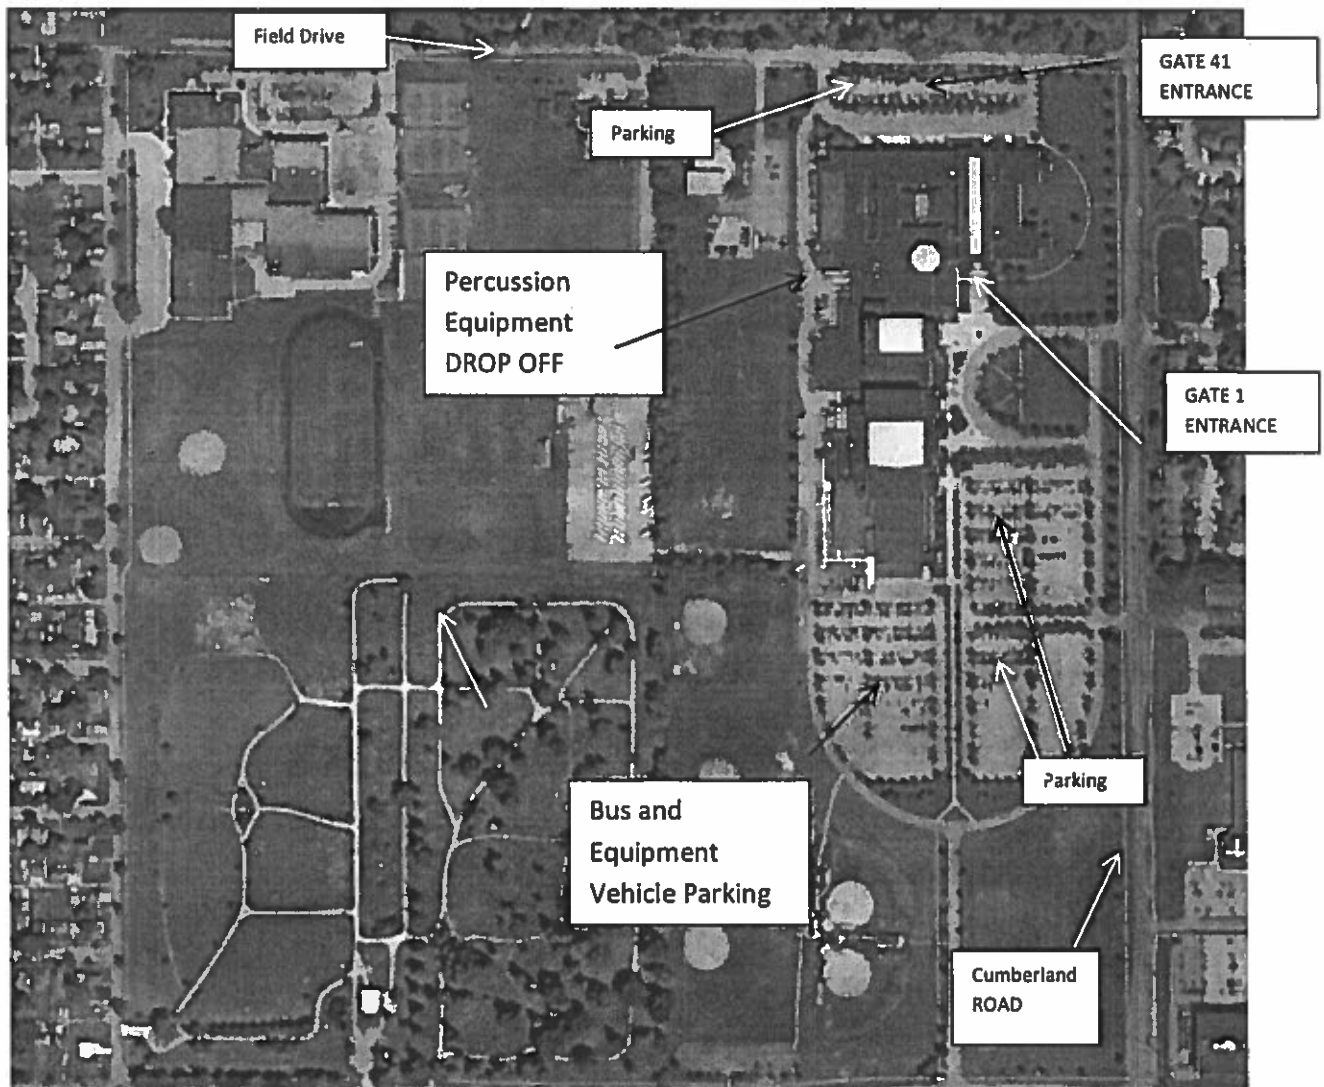 Field Drive
GATE 41
ENTRANCE
Parking
Percussion
Equipment
DROP OFF
GATE 1
ENTRANCE
Parking
Bus and
Equipment
Vehicle Parking
Cumberland
ROAD